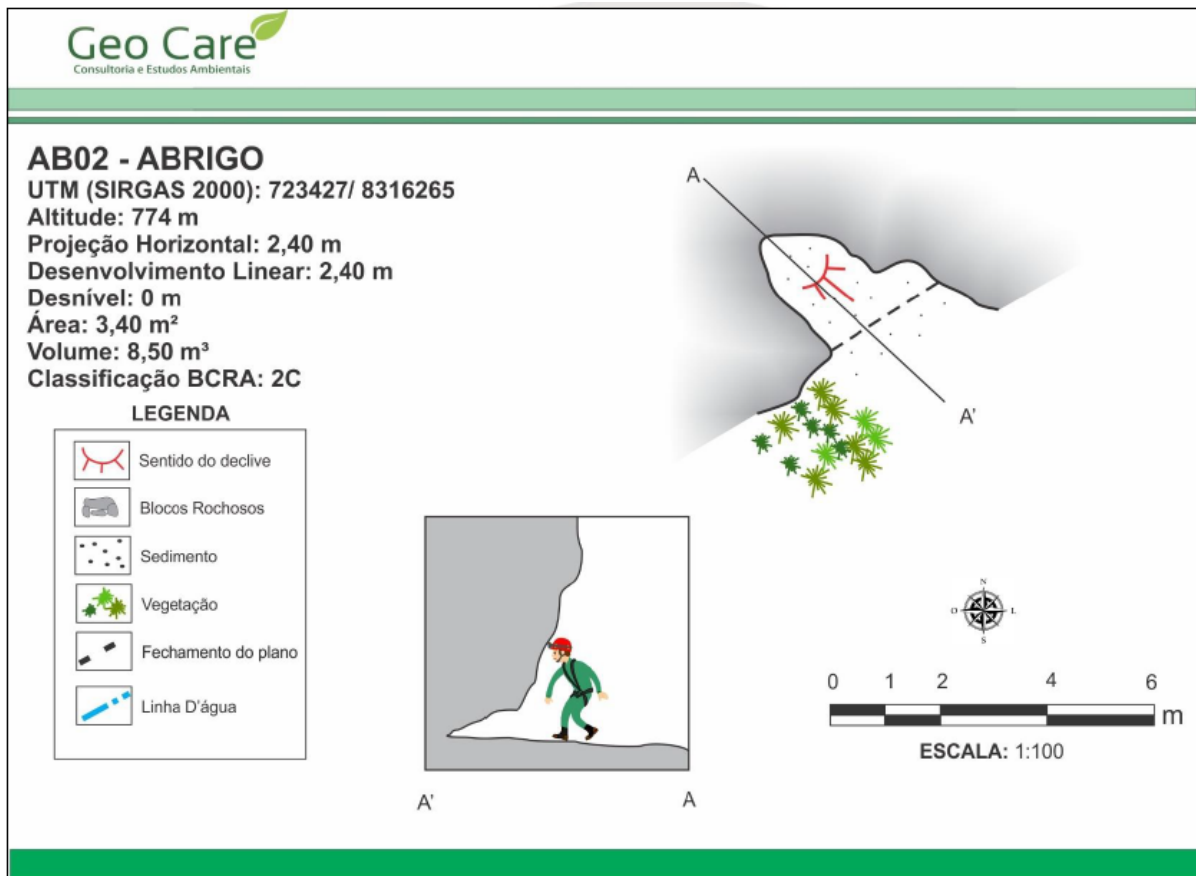 Geo Care
Consultoria e Estudos Ambientais
AB02 - ABRIGO
UTM (SIRGAS 2000): 723427/ 8316265
Altitude: 774 m
Projeção Horizontal: 2,40 m
Desenvolvimento Linear: 2,40 m
Desnível: 0 m
Área: 3,40 m²
Volume: 8,50 m³
Classificação BCRA: 2C
LEGENDA
Sentido do declive
Blocos Rochosos
Sedimento
Vegetação
Fechamento do plano
Linha D'água
A
A'
A'
A
N
O
L
S
0 1 2 4 6
m
ESCALA: 1:100